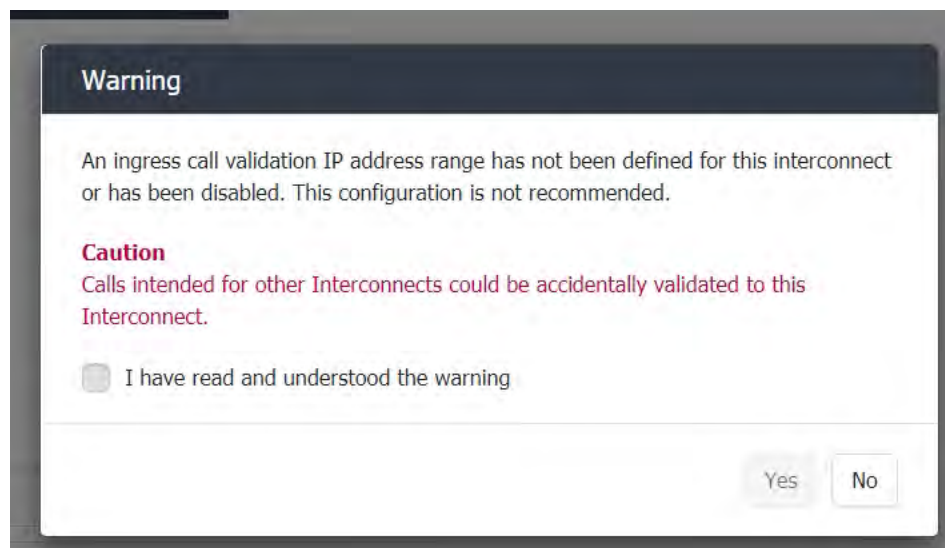 Warning
An ingress call validation IP address range has not been defined for this interconnect
or has been disabled. This configuration is not recommended.
Caution
Calls intended for other Interconnects could be accidentally validated to this
Interconnect.
I have read and understood the warning
Yes No